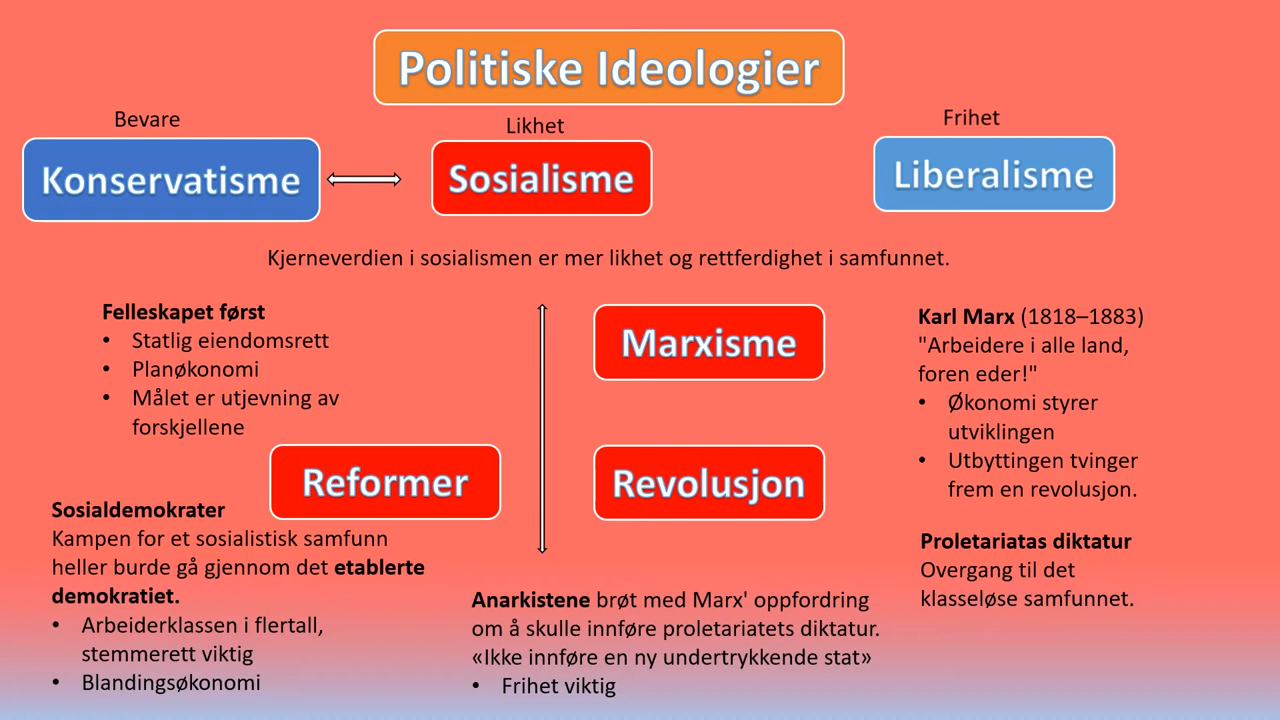 Politiske Ideologier
Bevare
Likhet
Frihet
Konservatisme
Sosialisme
Liberalisme
Kjerneverdien i sosialismen er mer likhet og rettferdighet i samfunnet.
Felleskapet først
• Statlig eiendomsrett
• Planøkonomi
• Målet er utjevning av
forskjellene
Marxisme
Karl Marx (1818–1883)
"Arbeidere i alle land,
foren eder!"
• Økonomi styrer
utviklingen
• Utbyttingen tvinger
frem en revolusjon.
Reformer
Revolusjon
Sosialdemokrater
Kampen for et sosialistisk samfunn
heller burde gå gjennom det etablerte
demokratiet.
• Arbeiderklassen i flertall,
stemmerett viktig
• Blandingsøkonomi
Anarkistene brøt med Marx' oppfordring
om å skulle innføre proletariatets diktatur.
«Ikke innføre en ny undertrykkende stat»
• Frihet viktig
Proletariatas diktatur
Overgang til det
klasseløse samfunnet.